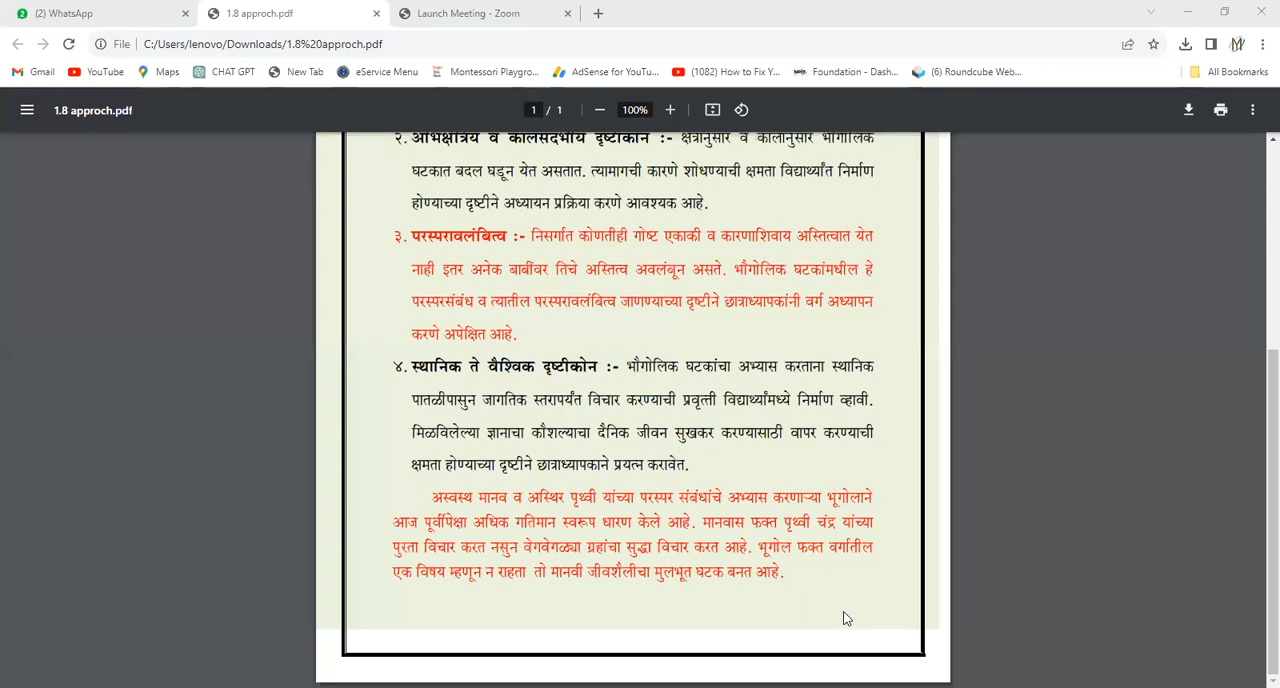 (2) WhatsApp
1.8 approch.pdf
Launch Meeting - Zoom
File C:/Users/lenovo/Downloads/1.8%20approch.pdf
Gmail YouTube Maps CHAT GPT New Tab eService Menu Montessori Playgro... AdSense for YouTu... (1082) How to Fix Y... Foundation - Dash... (6) Roundcube Web... All Bookmarks
1.8 approch.pdf 1 / 1 100%
२. अभिक्षेत्रिय व कालसंदर्भीय दृष्टीकोन :- क्षेत्रानुसार व कालानुसार भौगोलिक
घटकात बदल घडून येत असतात. त्यामागची कारणे शोधण्याची क्षमता विद्यार्थ्यांत निर्माण
होण्याच्या दृष्टीने अध्यायन प्रक्रिया करणे आवश्यक आहे.
३. परस्परावलंबित्व :- निसर्गात कोणतीही गोष्ट एकाकी व कारणाशिवाय अस्तित्वात येत
नाही इतर अनेक बाबींवर तिचे अस्तित्व अवलंबून असते. भौगोलिक घटकांमधील हे
परस्परसंबंध व त्यातील परस्परावलंबित्व जाणण्याच्या दृष्टीने छात्राध्यापकांनी वर्ग अध्यापन
करणे अपेक्षित आहे.
४. स्थानिक ते वैश्विक दृष्टीकोन :- भौगोलिक घटकांचा अभ्यास करताना स्थानिक
पातळीपासुन जागतिक स्तरापर्यंत विचार करण्याची प्रवृत्ती विद्यार्थ्यांमध्ये निर्माण व्हावी.
मिळविलेल्या ज्ञानाचा कौशल्याचा दैनिक जीवन सुखकर करण्यासाठी वापर करण्याची
क्षमता होण्याच्या दृष्टीने छात्राध्यापकाने प्रयत्न करावेत.
अस्वस्थ मानव व अस्थिर पृथ्वी यांच्या परस्पर संबंधांचे अभ्यास करणाऱ्या भूगोलाने
आज पूर्वीपेक्षा अधिक गतिमान स्वरूप धारण केले आहे. मानवास फक्त पृथ्वी चंद्र यांच्या
पुरता विचार करत नसुन वेगवेगळ्या ग्रहांचा सुद्धा विचार करत आहे. भूगोल फक्त वर्गातील
एक विषय म्हणून न राहता तो मानवी जीवशैलीचा मुलभूत घटक बनत आहे.